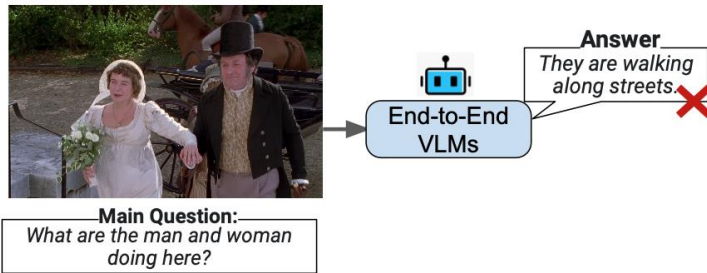 Main Question:
What are the man and woman
doing here?
End-to-End
VLMs
Answer
They are walking
along streets.